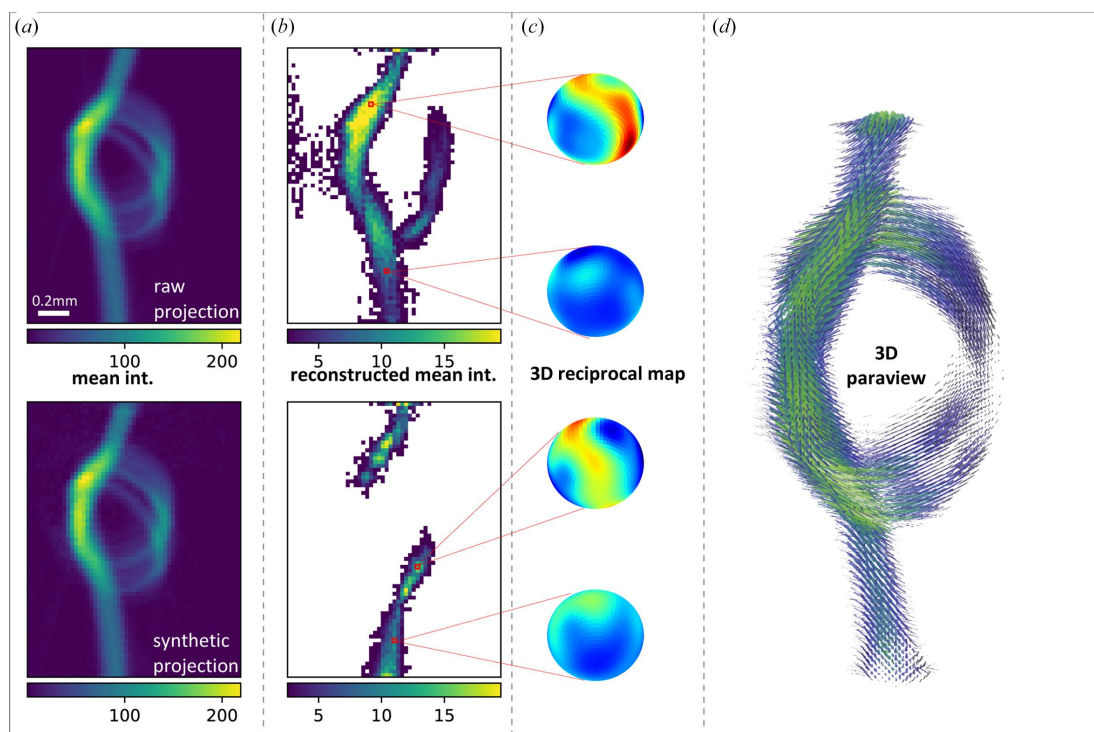 (a)
(b)
(c)
(d)
raw
projection
0.2mm
100 200
mean int.
5 10 15
reconstructed mean int.
3D reciprocal map
3D
paraview
synthetic
projection
100 200
5 10 15